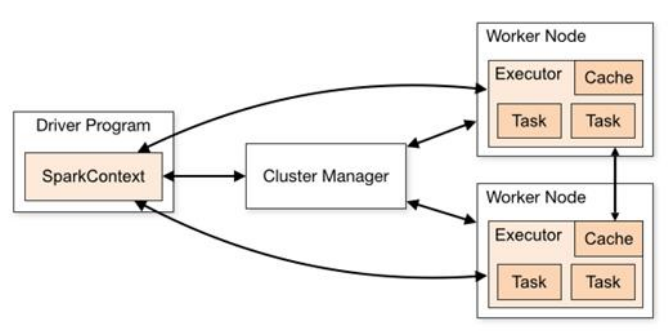 Worker Node
Executor
Cache
Task
Task
Driver Program
SparkContext
Cluster Manager
Worker Node
Executor
Cache
Task
Task